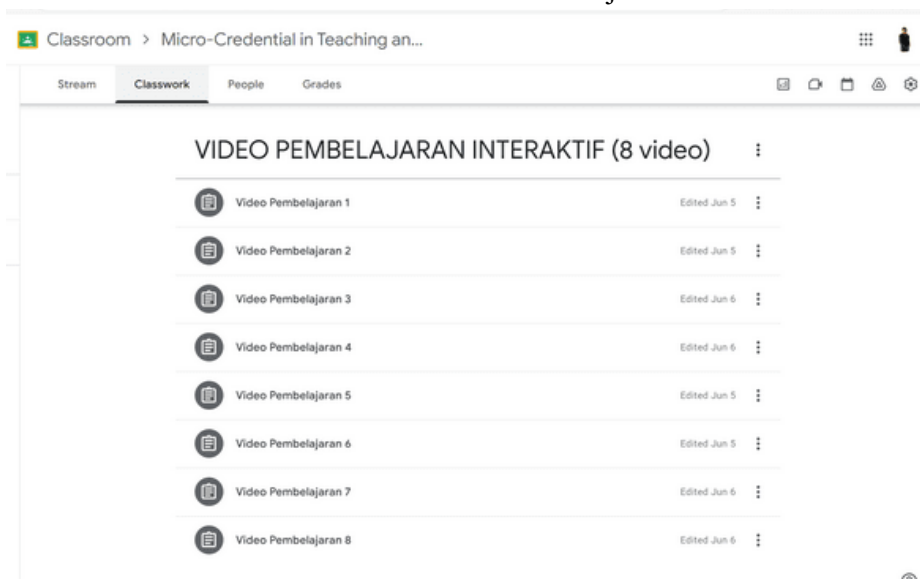 Classroom > Micro-Credential in Teaching an...
Stream Classwork People Grades
VIDEO PEMBELAJARAN INTERAKTIF (8 video)
Video Pembelajaran 1 Edited Jun 5
Video Pembelajaran 2 Edited Jun 5
Video Pembelajaran 3 Edited Jun 6
Video Pembelajaran 4 Edited Jun 6
Video Pembelajaran 5 Edited Jun 5
Video Pembelajaran 6 Edited Jun 5
Video Pembelajaran 7 Edited Jun 6
Video Pembelajaran 8 Edited Jun 6